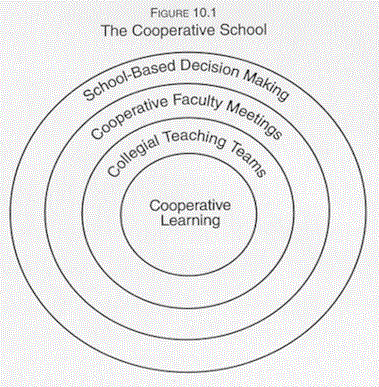 FIGURE 10.1
The Cooperative School
School-Based Decision Making
Cooperative Faculty Meetings
Collegial Teaching Teams
Cooperative
Learning